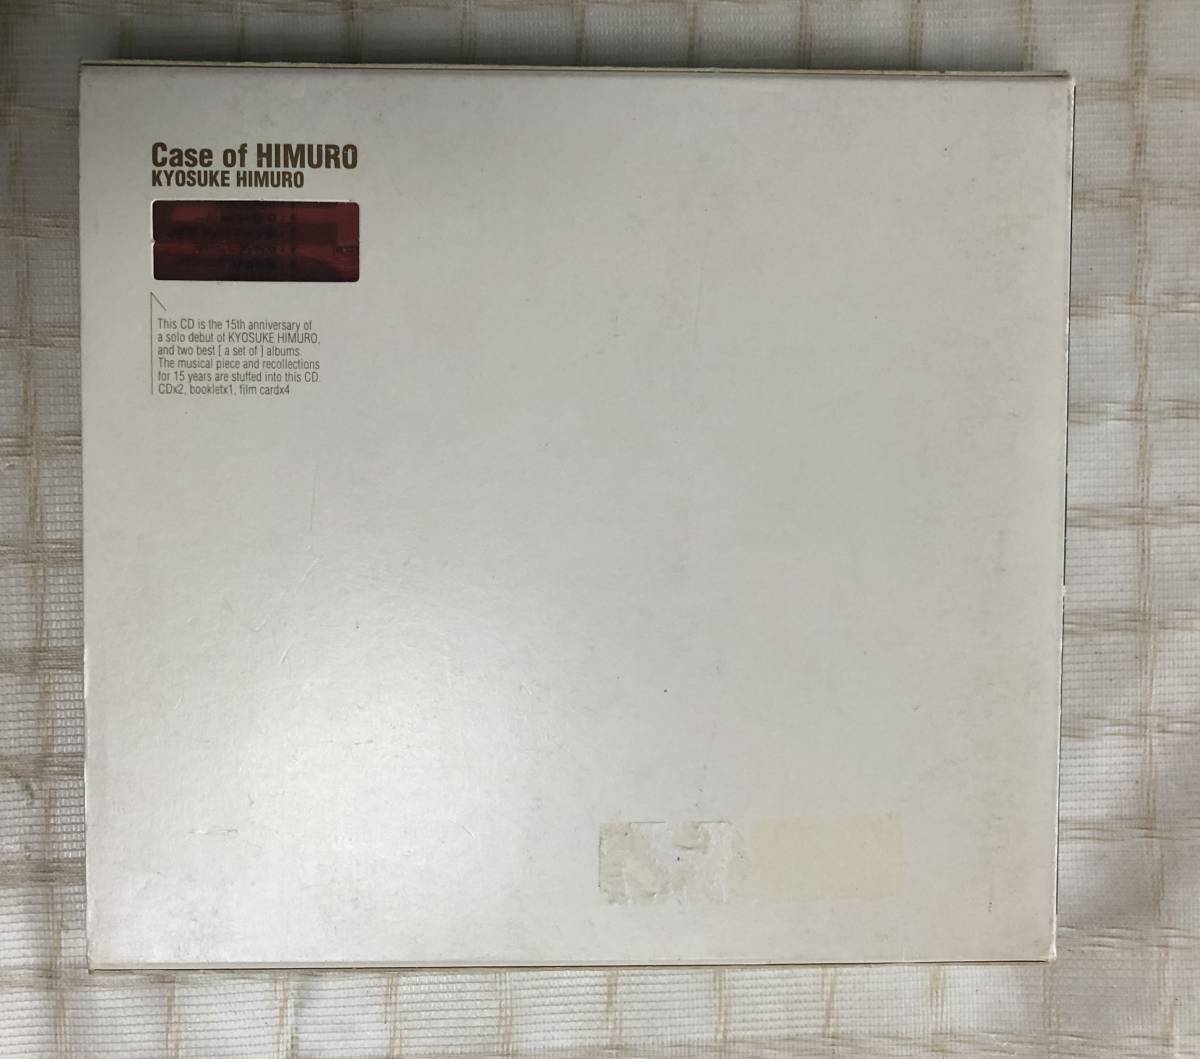 Case of HIMURO
KYOSUKE HIMURO
This CD is the 15th anniversary of
a solo debut of KYOSUKE HIMURO,
and two best [ a set of ] albums.
The musical piece and recollections
for 15 years are stuffed into this CD.
CDx2, bookletx1, film cardx4